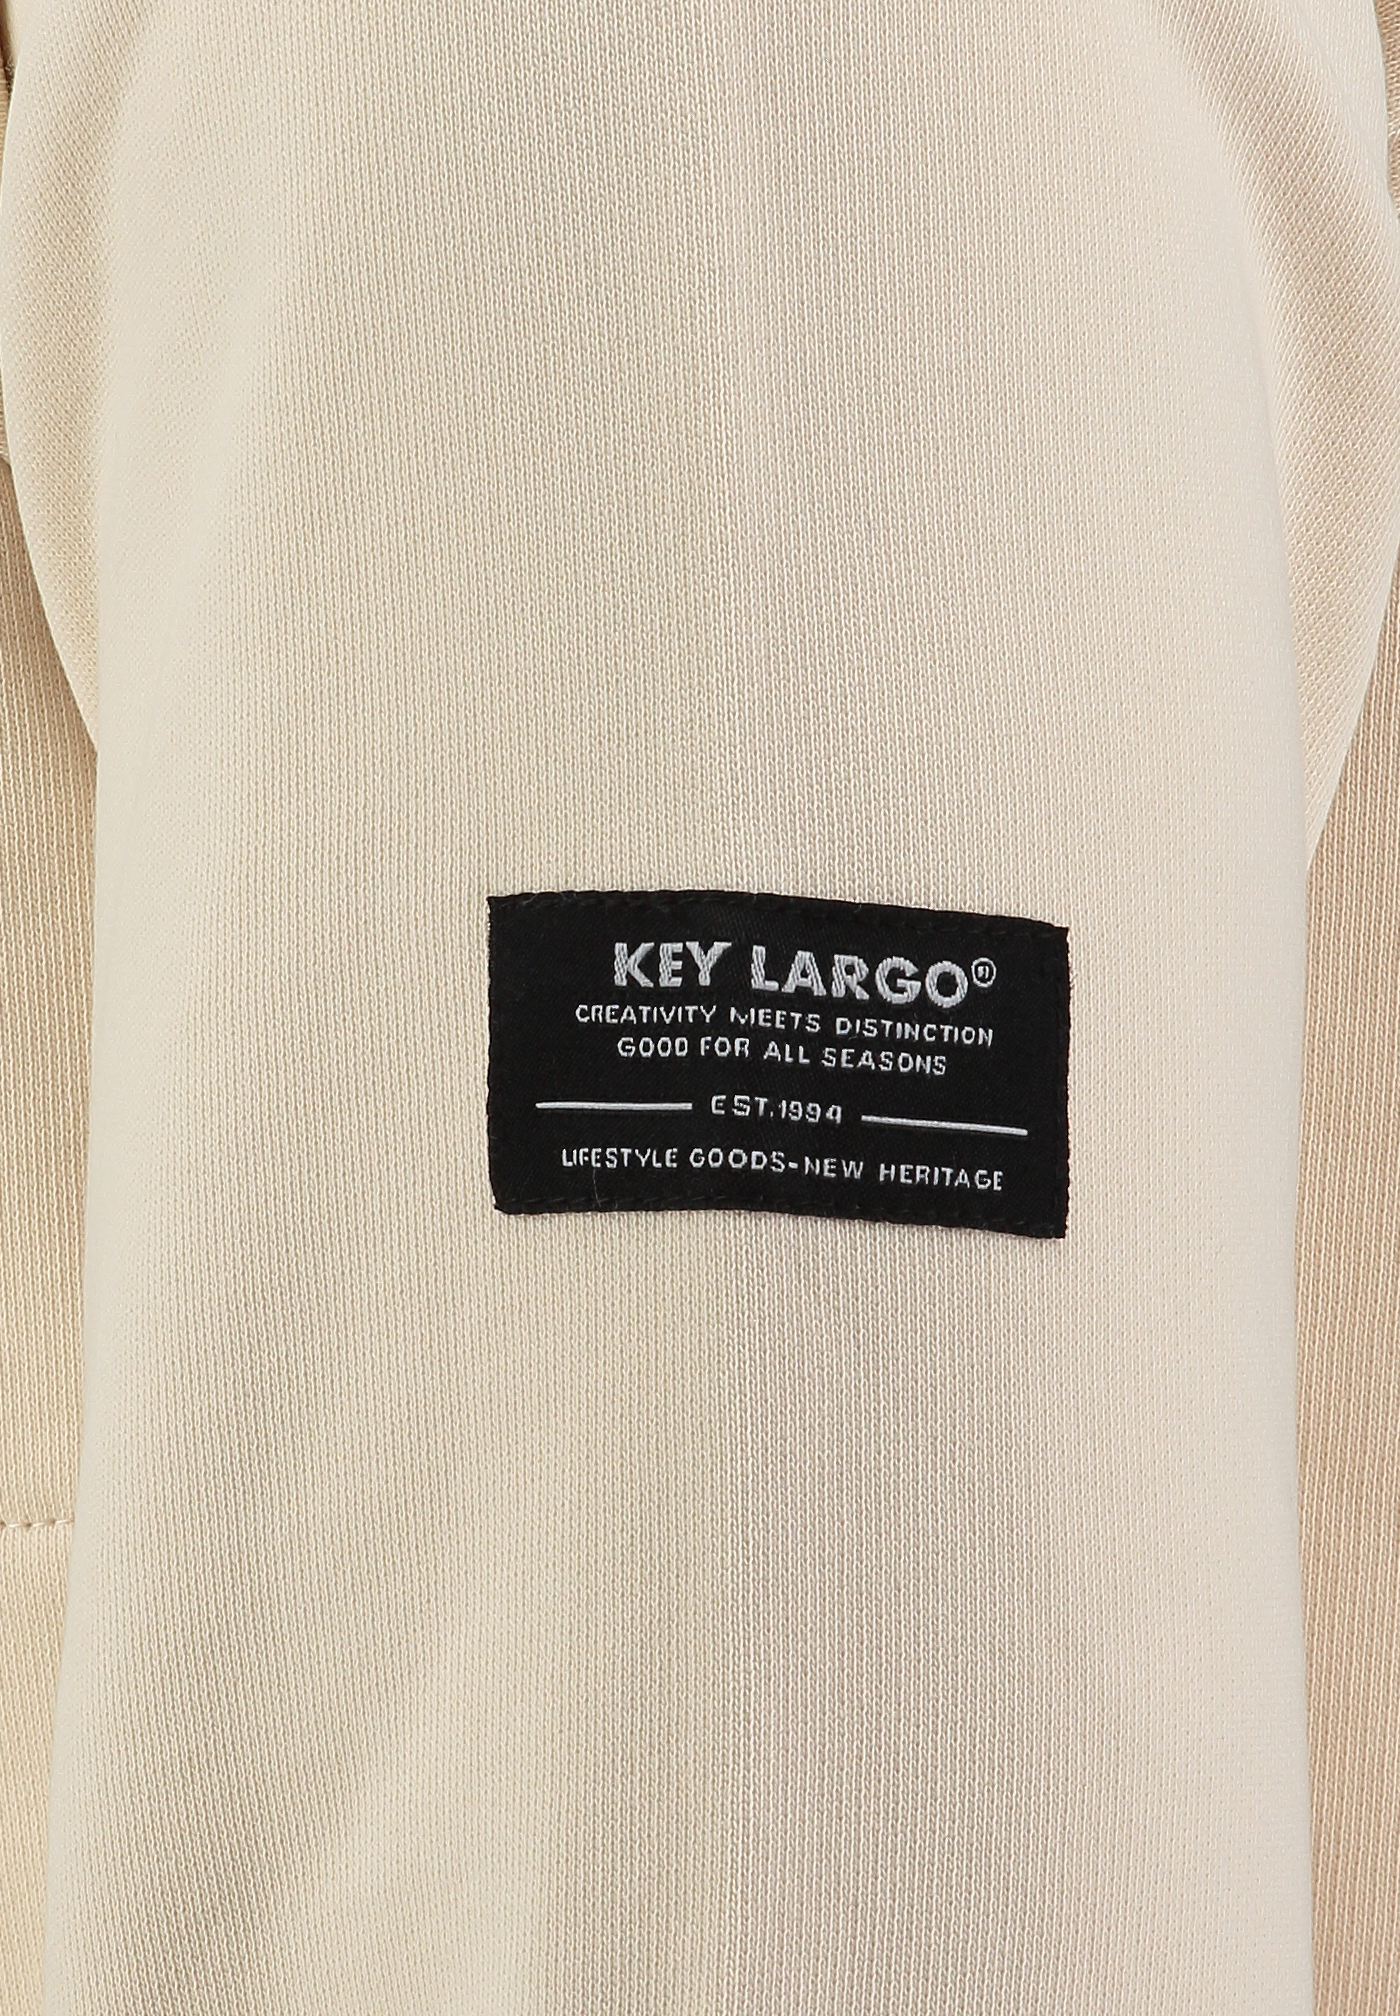 KEY LARGO®
CREATIVITY MEETS DISTINCTION
GOOD FOR ALL SEASONS
EST.1994
LIFESTYLE GOODS-NEW HERITAGE